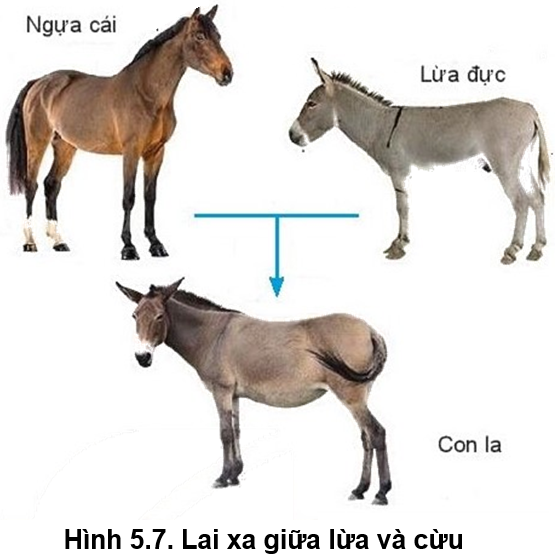 Ngựa cái
Lừa đực
Con la
Hình 5.7. Lai xa giữa lừa và cừu